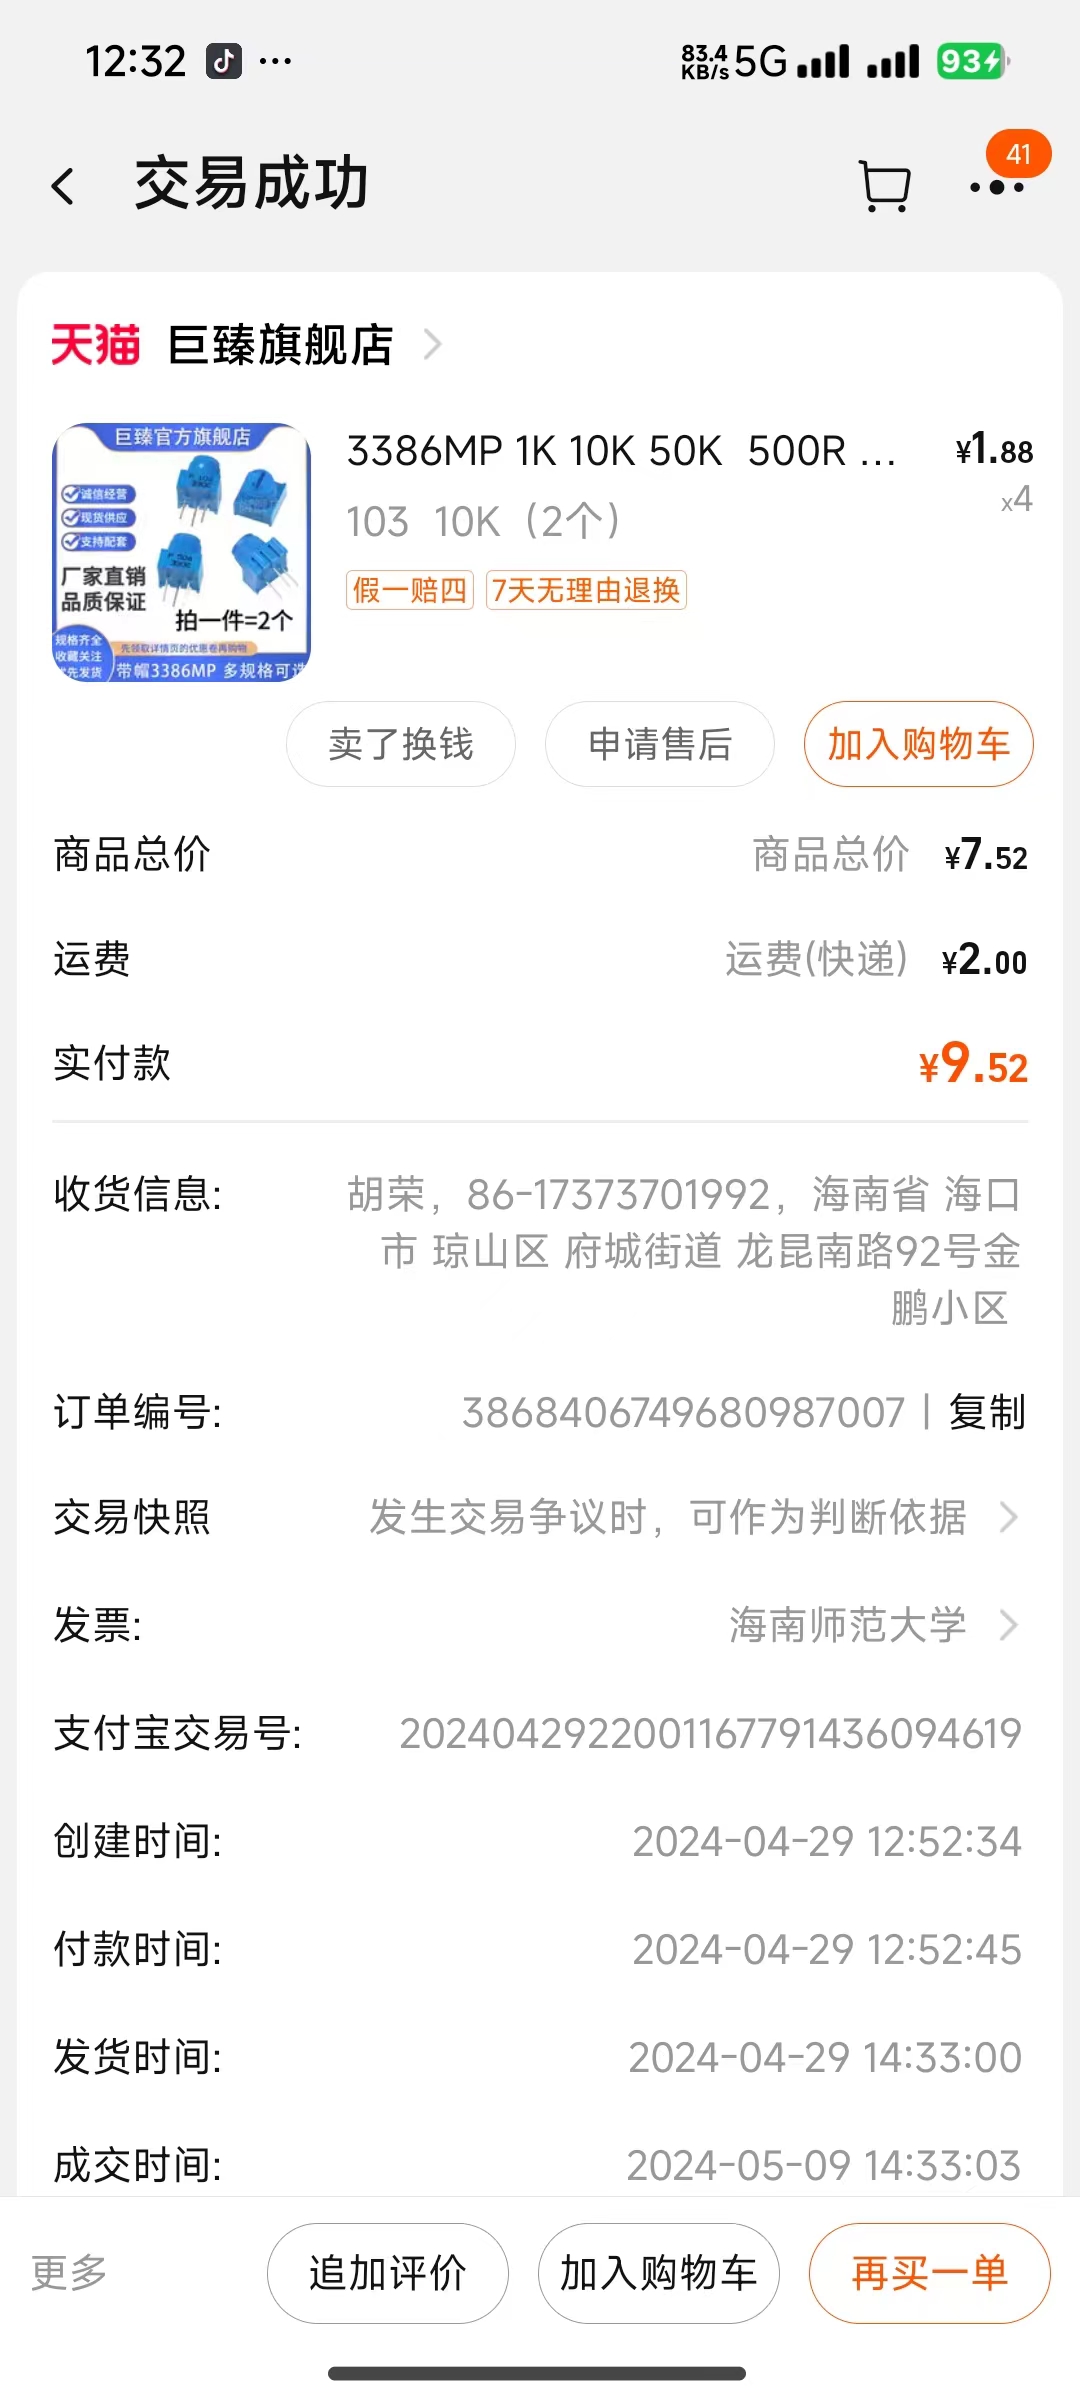 12:32 ...
83.4 KB/s 5G 93
交易成功
41
天猫 巨臻旗舰店
巨臻官方旗舰店
诚信经营
现货供应
支持配套
厂家直销
品质保证
拍一件=2个
规格齐全
收藏关注
优先发货
先领取详情页的优惠卷再购物
带帽3386MP 多规格可选
3386MP 1K 10K 50K 500R ... ¥1.88
103 10K（2个） x4
假一赔四 7天无理由退换
卖了换钱 申请售后 加入购物车
商品总价 商品总价 ¥7.52
运费 运费(快递) ¥2.00
实付款 ¥9.52
收货信息: 胡荣，86-17373701992，海南省 海口
市 琼山区 府城街道 龙昆南路92号金
鹏小区
订单编号: 3868406749680987007 | 复制
交易快照 发生交易争议时，可作为判断依据
发票: 海南师范大学
支付宝交易号: 2024042922001167791436094619
创建时间: 2024-04-29 12:52:34
付款时间: 2024-04-29 12:52:45
发货时间: 2024-04-29 14:33:00
成交时间: 2024-05-09 14:33:03
更多 追加评价 加入购物车 再买一单